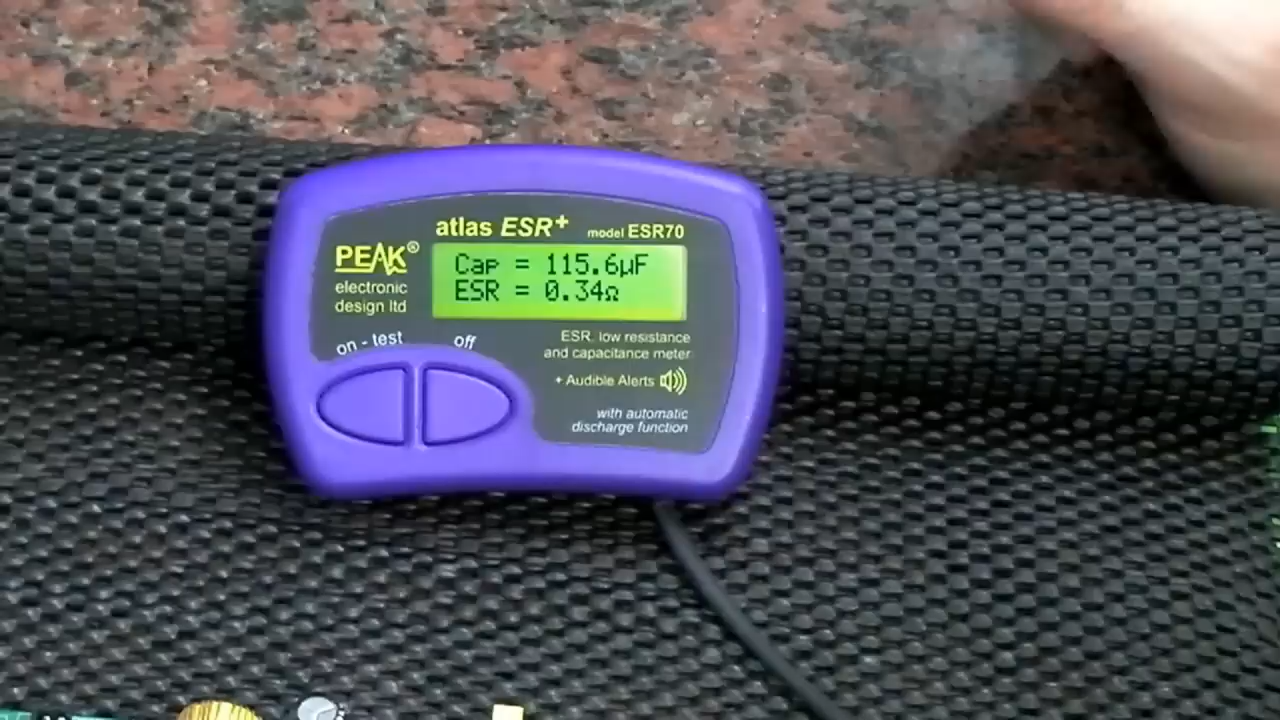 atlas ESR+ model ESR70
PEAK®
electronic
design ltd
Cap = 115.6µF
ESR = 0.34Ω
on - test off
ESR, low resistance
and capacitance meter
+ Audible Alerts
with automatic
discharge function